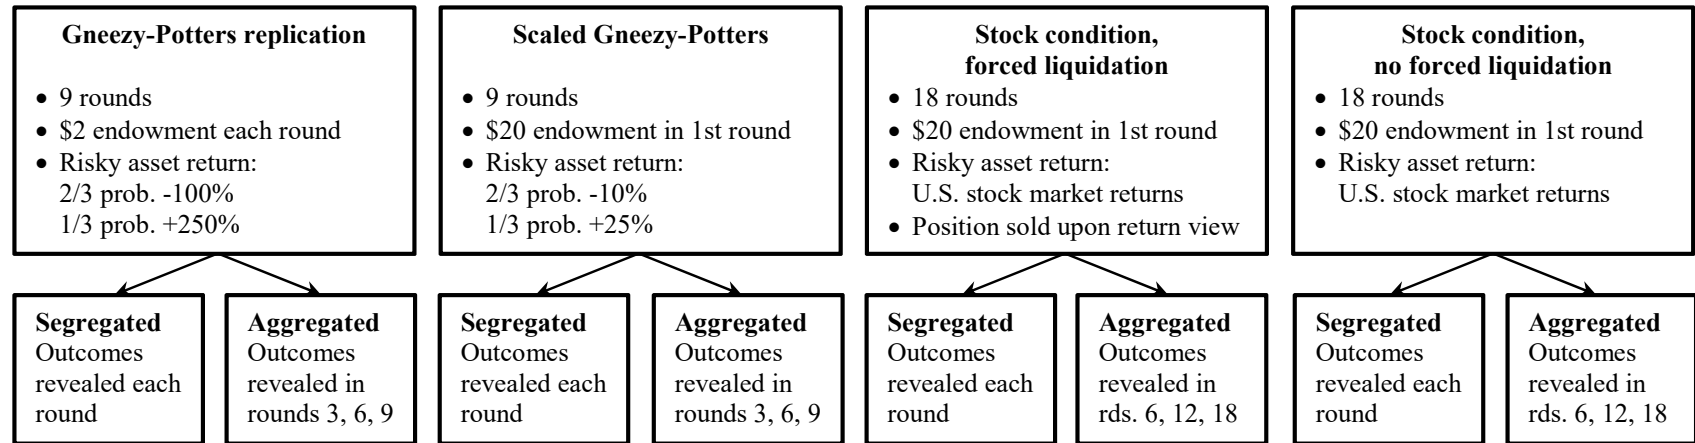 Gneezy-Potters replication
• 9 rounds
• $2 endowment each round
• Risky asset return:
2/3 prob. -100%
1/3 prob. +250%
Scaled Gneezy-Potters
• 9 rounds
• $20 endowment in 1st round
• Risky asset return:
2/3 prob. -10%
1/3 prob. +25%
Stock condition,
forced liquidation
• 18 rounds
• $20 endowment in 1st round
• Risky asset return:
U.S. stock market returns
• Position sold upon return view
Stock condition,
no forced liquidation
• 18 rounds
• $20 endowment in 1st round
• Risky asset return:
U.S. stock market returns
Segregated
Outcomes
revealed each
round
Aggregated
Outcomes
revealed in
rounds 3, 6, 9
Segregated
Outcomes
revealed each
round
Aggregated
Outcomes
revealed in
rounds 3, 6, 9
Segregated
Outcomes
revealed each
round
Aggregated
Outcomes
revealed in
rds. 6, 12, 18
Segregated
Outcomes
revealed each
round
Aggregated
Outcomes
revealed in
rds. 6, 12, 18